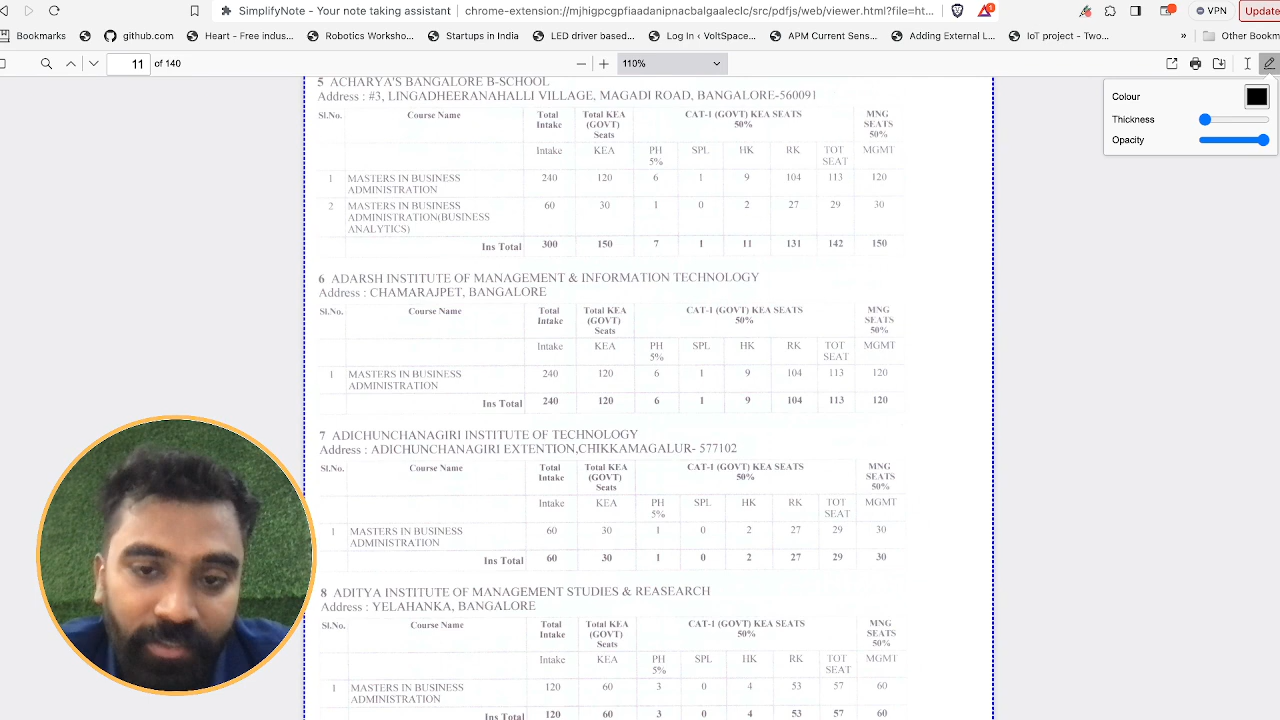 SimplifyNote - Your note taking assistant chrome-extension://mjhigpcgpfiaadanipnacbalgaaleclc/src/pdfjs/web/viewer.html?file=ht... 1 VPN Update
Bookmarks github.com Heart - Free indus... Robotics Workshop... Startups in India LED driver based... Log In ‹ VoltSpace... APM Current Sens... Adding External L... IoT project - Two... » Other Bookm
11 of 140 110%
Colour
Thickness
Opacity
5 ACHARYA'S BANGALORE B-SCHOOL
Address : #3, LINGADHEERANAHALLI VILLAGE, MAGADI ROAD, BANGALORE-560091
Sl.No. Course Name Total Intake Total KEA (GOVT) Seats CAT-1 (GOVT) KEA SEATS 50% MNG SEATS 50%
Intake KEA PH 5% SPL HK RK TOT SEAT MGMT
1 MASTERS IN BUSINESS ADMINISTRATION 240 120 6 1 9 104 113 120
2 MASTERS IN BUSINESS ADMINISTRATION(BUSINESS ANALYTICS) 60 30 1 0 2 27 29 30
Ins Total 300 150 7 1 11 131 142 150
6 ADARSH INSTITUTE OF MANAGEMENT & INFORMATION TECHNOLOGY
Address : CHAMARAJPET, BANGALORE
Sl.No. Course Name Total Intake Total KEA (GOVT) Seats CAT-1 (GOVT) KEA SEATS 50% MNG SEATS 50%
Intake KEA PH 5% SPL HK RK TOT SEAT MGMT
1 MASTERS IN BUSINESS ADMINISTRATION 240 120 6 1 9 104 113 120
Ins Total 240 120 6 1 9 104 113 120
7 ADICHUNCHANAGIRI INSTITUTE OF TECHNOLOGY
Address : ADICHUNCHANAGIRI EXTENTION,CHIKKAMAGALUR- 577102
Sl.No. Course Name Total Intake Total KEA (GOVT) Seats CAT-1 (GOVT) KEA SEATS 50% MNG SEATS 50%
Intake KEA PH 5% SPL HK RK TOT SEAT MGMT
1 MASTERS IN BUSINESS ADMINISTRATION 60 30 1 0 2 27 29 30
Ins Total 60 30 1 0 2 27 29 30
8 ADITYA INSTITUTE OF MANAGEMENT STUDIES & REASEARCH
Address : YELAHANKA, BANGALORE
Sl.No. Course Name Total Intake Total KEA (GOVT) Seats CAT-1 (GOVT) KEA SEATS 50% MNG SEATS 50%
Intake KEA PH 5% SPL HK RK TOT SEAT MGMT
1 MASTERS IN BUSINESS ADMINISTRATION 120 60 3 0 4 53 57 60
Ins Total 120 60 3 0 4 53 57 60